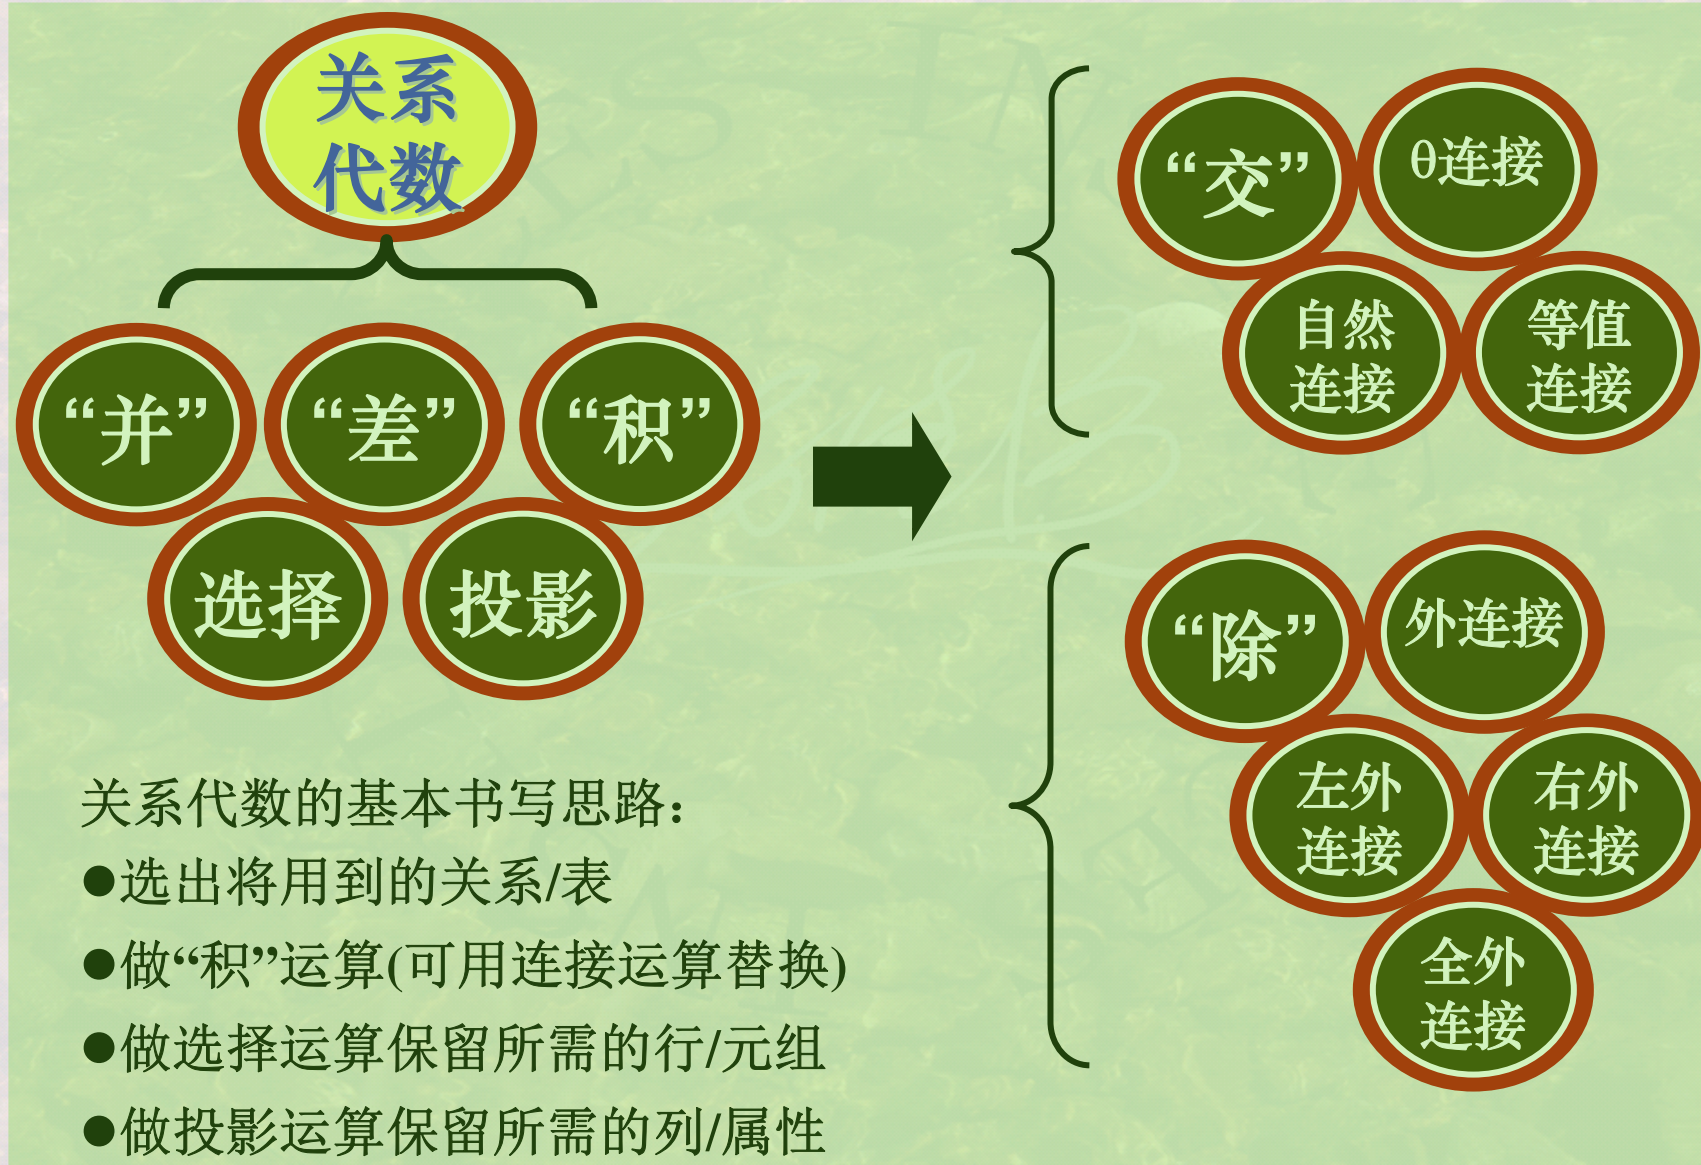 关系
代数
“并”
“差”
“积”
选择
投影
“交”
θ连接
自然
连接
等值
连接
“除”
外连接
左外
连接
右外
连接
全外
连接
关系代数的基本书写思路：
●选出将用到的关系/表
●做“积”运算(可用连接运算替换)
●做选择运算保留所需的行/元组
●做投影运算保留所需的列/属性